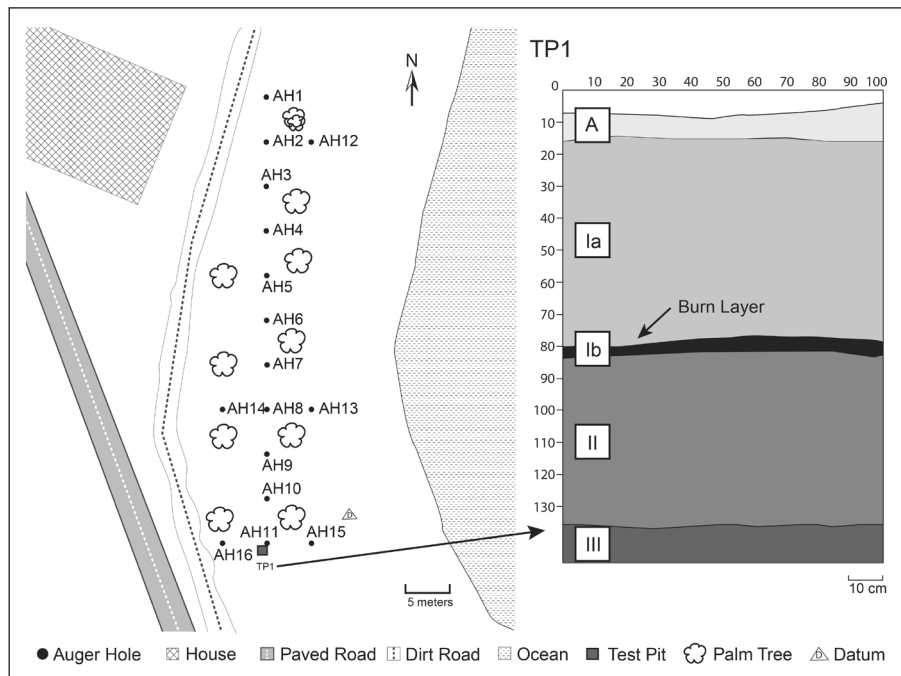 TP1
N
AH1
AH2 AH12
AH3
AH4
AH5
AH6
AH7
AH14 AH8 AH13
AH9
AH10
D
AH11 AH15
AH16
TP1
5 meters
0 10 20 30 40 50 60 70 80 90 100
0
10
20
30
40
50
60
70
80
90
100
110
120
130
A
Ia
Burn Layer
Ib
II
III
10 cm
Auger Hole House Paved Road Dirt Road Ocean Test Pit Palm Tree D Datum